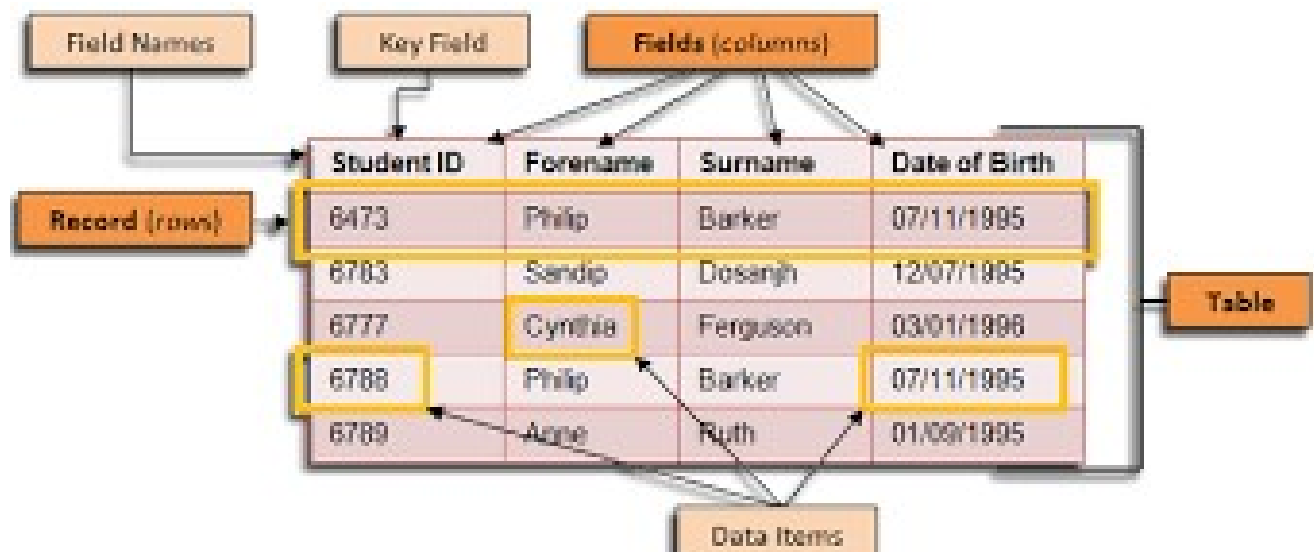 Field Names Key Field Fields (columns)
Student ID Forename Surname Date of Birth
Record (rows) 6473 Philip Barker 07/11/1995
6783 Sandip Dosanjh 12/07/1995
Table
6777 Cynthia Ferguson 03/01/1996
6788 Philip Barker 07/11/1995
6789 Anne Ruth 01/09/1995
Data Items